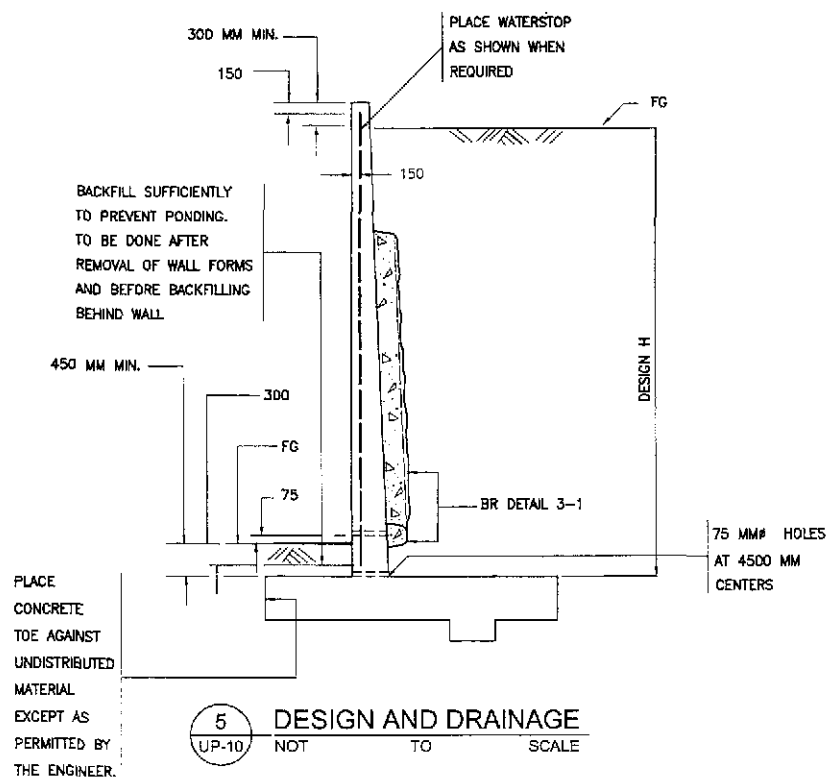 PLACE WATERSTOP
AS SHOWN WHEN
REQUIRED
300 MM MIN.
150
FG
150
BACKFILL SUFFICIENTLY
TO PREVENT PONDING.
TO BE DONE AFTER
REMOVAL OF WALL FORMS
AND BEFORE BACKFILLING
BEHIND WALL
DESIGN H
450 MM MIN.
300
FG
75
BR DETAIL 3-1
75 MMø HOLES
AT 4500 MM
CENTERS
PLACE
CONCRETE
TOE AGAINST
UNDISTRIBUTED
MATERIAL
EXCEPT AS
PERMITTED BY
THE ENGINEER.
5
UP-10
DESIGN AND DRAINAGE
NOT TO SCALE